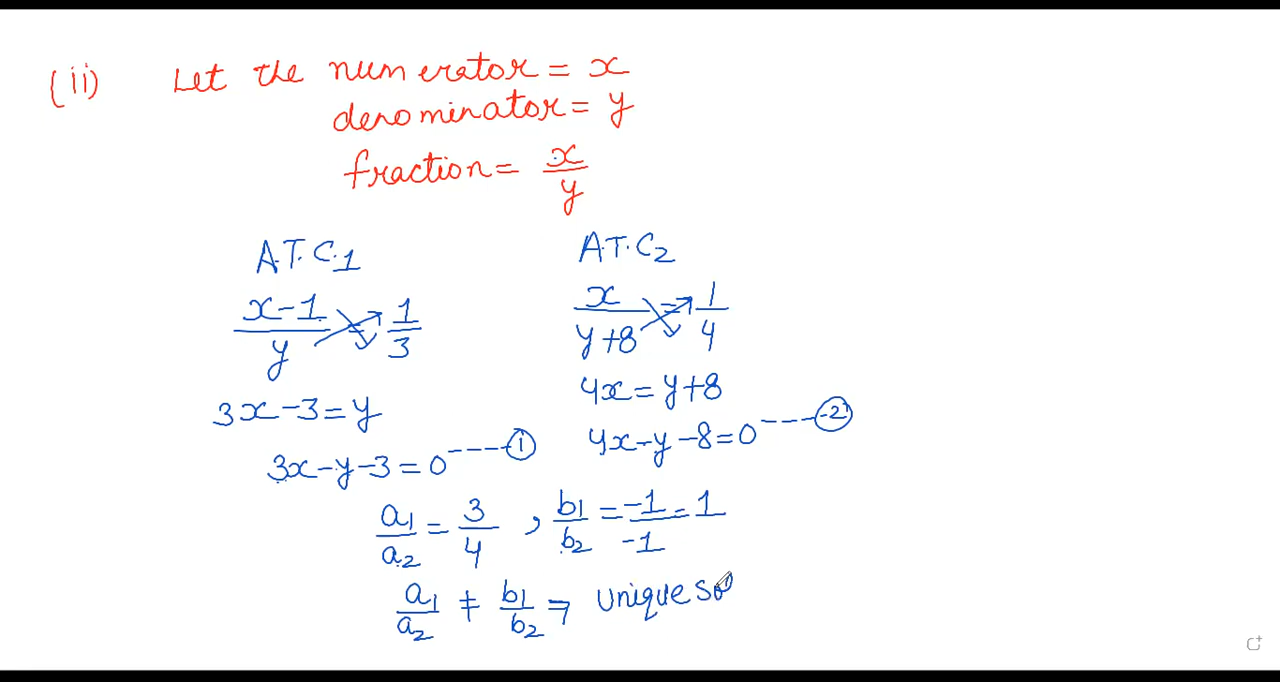 (ii) Let the numerator = x
denominator = y
fraction = x/y
A.T.C.1
(x-1)/y = 1/3
3x-3=y
3x-y-3=0 ----①
A.T.C2
x/(y+8) = 1/4
4x=y+8
4x-y-8=0 ---(-2)
a1/a2 = 3/4 , b1/b2 = -1/-1 = 1
a1/a2 ≠ b1/b2 ⇒ unique so